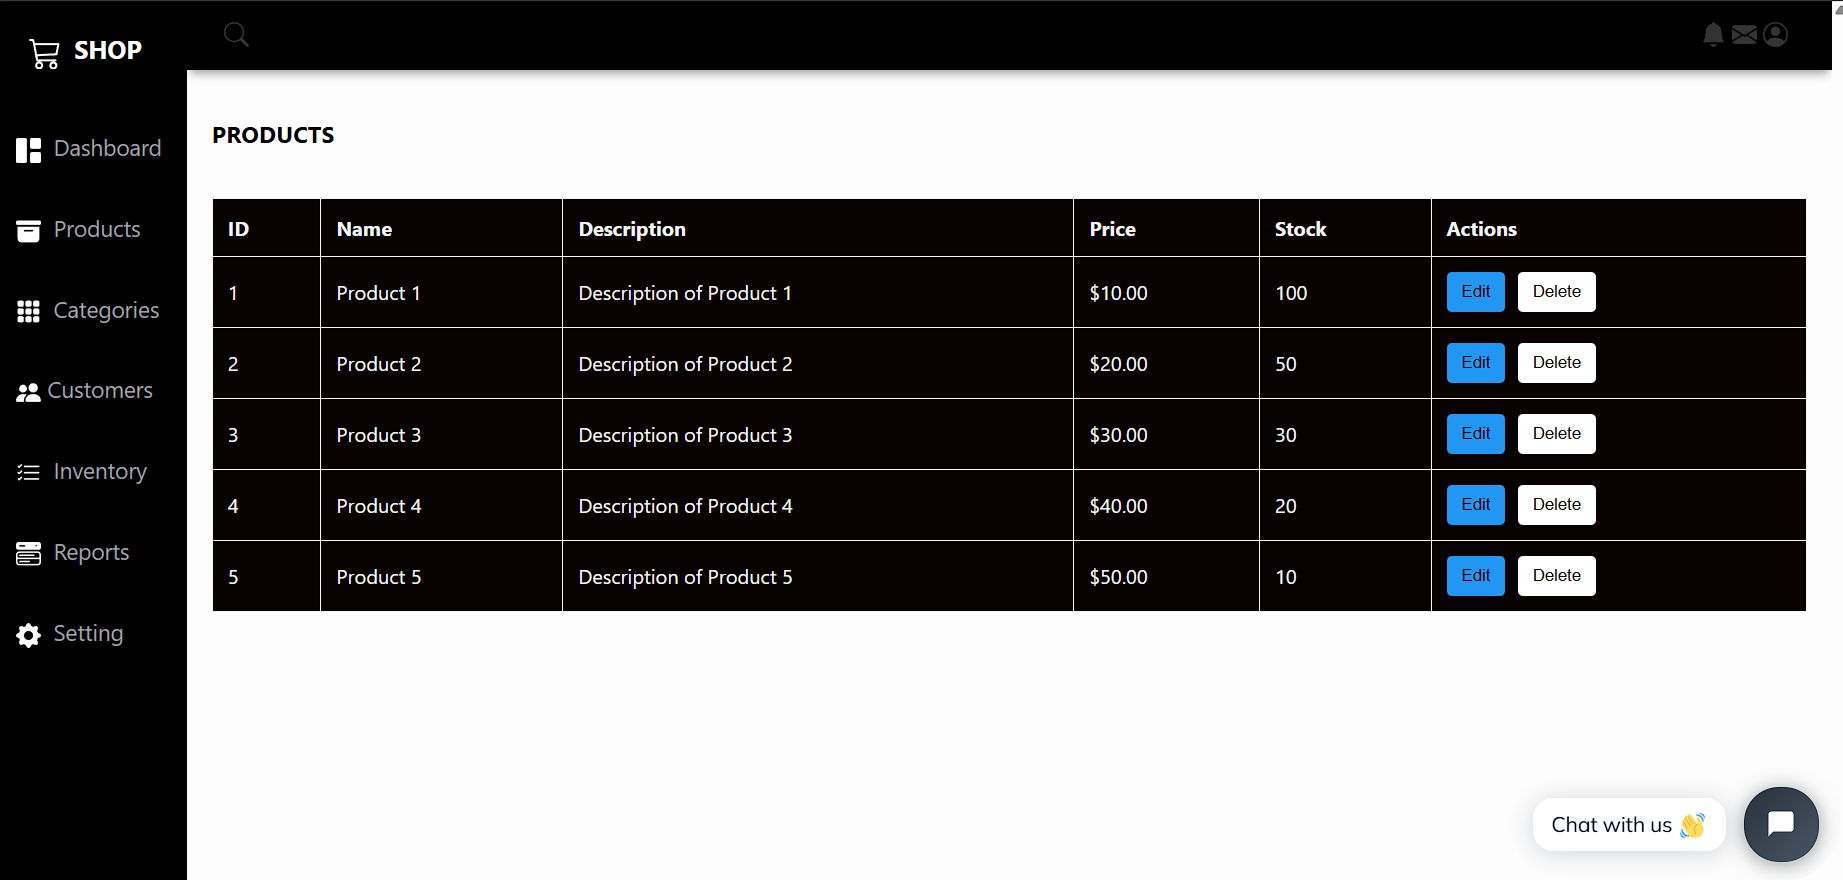 SHOP
Dashboard
Products
Categories
Customers
Inventory
Reports
Setting
PRODUCTS
ID Name Description Price Stock Actions
1 Product 1 Description of Product 1 $10.00 100 Edit Delete
2 Product 2 Description of Product 2 $20.00 50 Edit Delete
3 Product 3 Description of Product 3 $30.00 30 Edit Delete
4 Product 4 Description of Product 4 $40.00 20 Edit Delete
5 Product 5 Description of Product 5 $50.00 10 Edit Delete
Chat with us 👋